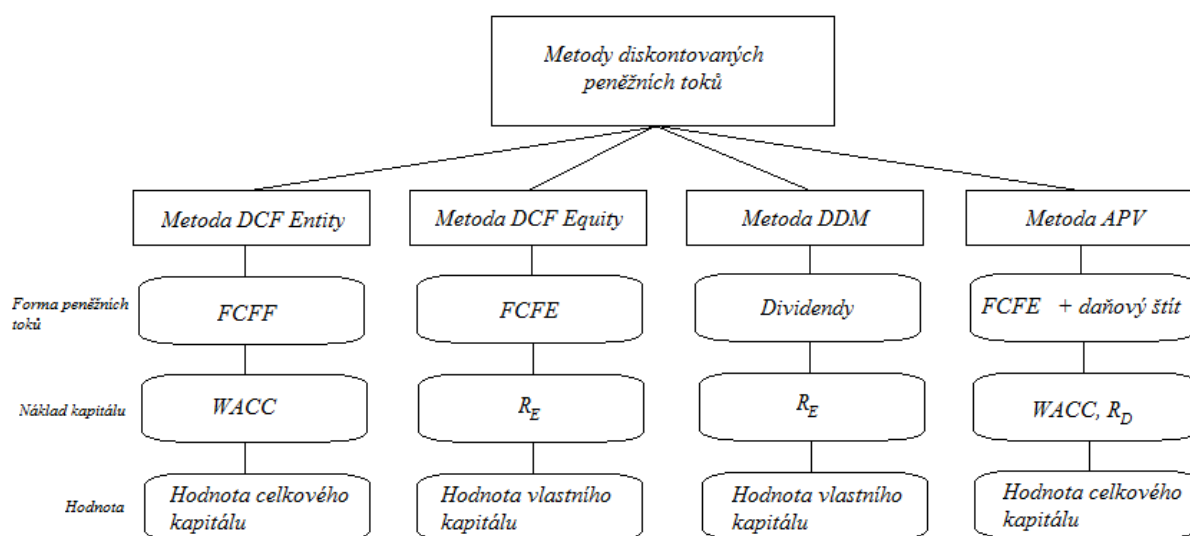 Metody diskontovaných
peněžních toků
Metoda DCF Entity
Metoda DCF Equity
Metoda DDM
Metoda APV
Forma peněžních
toků
FCFF
FCFE
Dividendy
FCFE + daňový štít
Náklad kapitálu
WACC
R_E
R_E
WACC, R_D
Hodnota
Hodnota celkového
kapitálu
Hodnota vlastního
kapitálu
Hodnota vlastního
kapitálu
Hodnota celkového
kapitálu